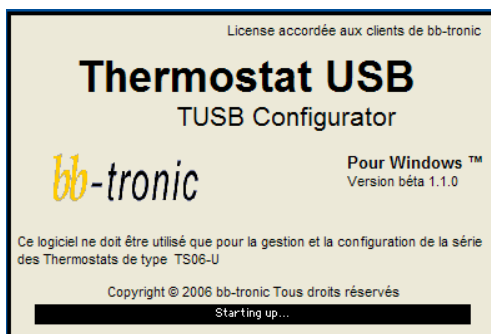 License accordée aux clients de bb-tronic
Thermostat USB
TUSB Configurator
bb-tronic
Pour Windows ™
Version béta 1.1.0
Ce logiciel ne doit être utilisé que pour la gestion et la configuration de la série
des Thermostats de type TS06-U
Copyright © 2006 bb-tronic Tous droits réservés
Starting up...